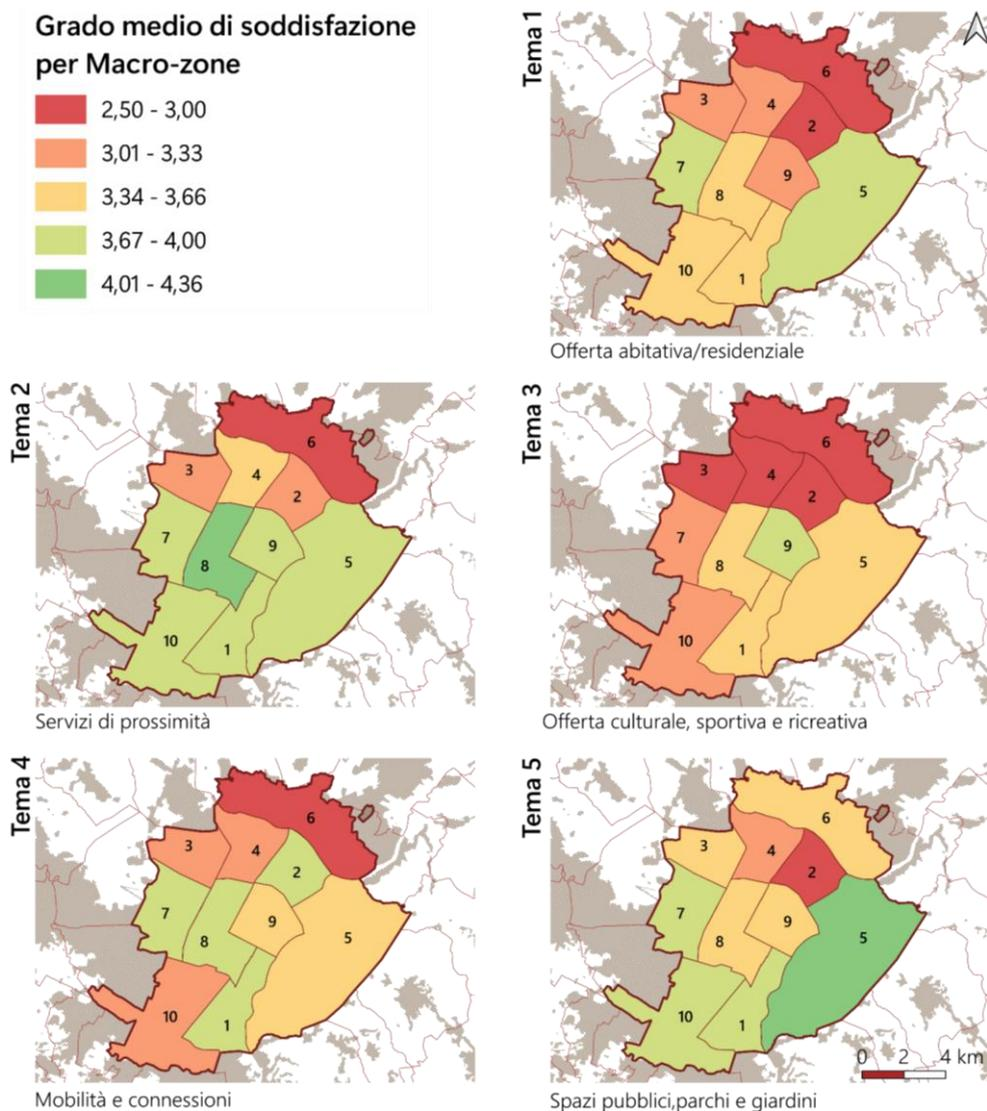 Grado medio di soddisfazione
per Macro-zone
2,50 - 3,00
3,01 - 3,33
3,34 - 3,66
3,67 - 4,00
4,01 - 4,36
Tema 1
6
3
4
2
7
9
5
8
10
1
Offerta abitativa/residenziale
Tema 2
6
3
4
2
7
9
5
8
10
1
Servizi di prossimità
Tema 3
6
3
4
2
7
9
5
8
10
1
Offerta culturale, sportiva e ricreativa
Tema 4
6
3
4
2
7
9
5
8
10
1
Mobilità e connessioni
Tema 5
6
3
4
2
7
9
5
8
10
1
0 2 4 km
Spazi pubblici,parchi e giardini